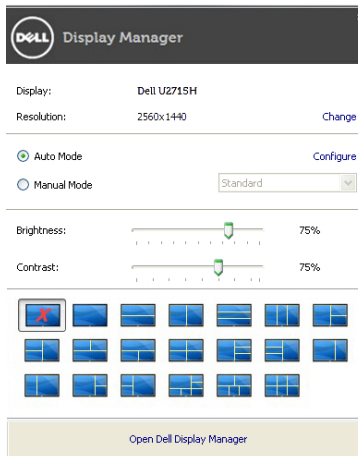 DELL Display Manager
Display: Dell U2715H
Resolution: 2560x1440 Change
Auto Mode Configure
Manual Mode Standard
Brightness: 75%
Contrast: 75%
Open Dell Display Manager